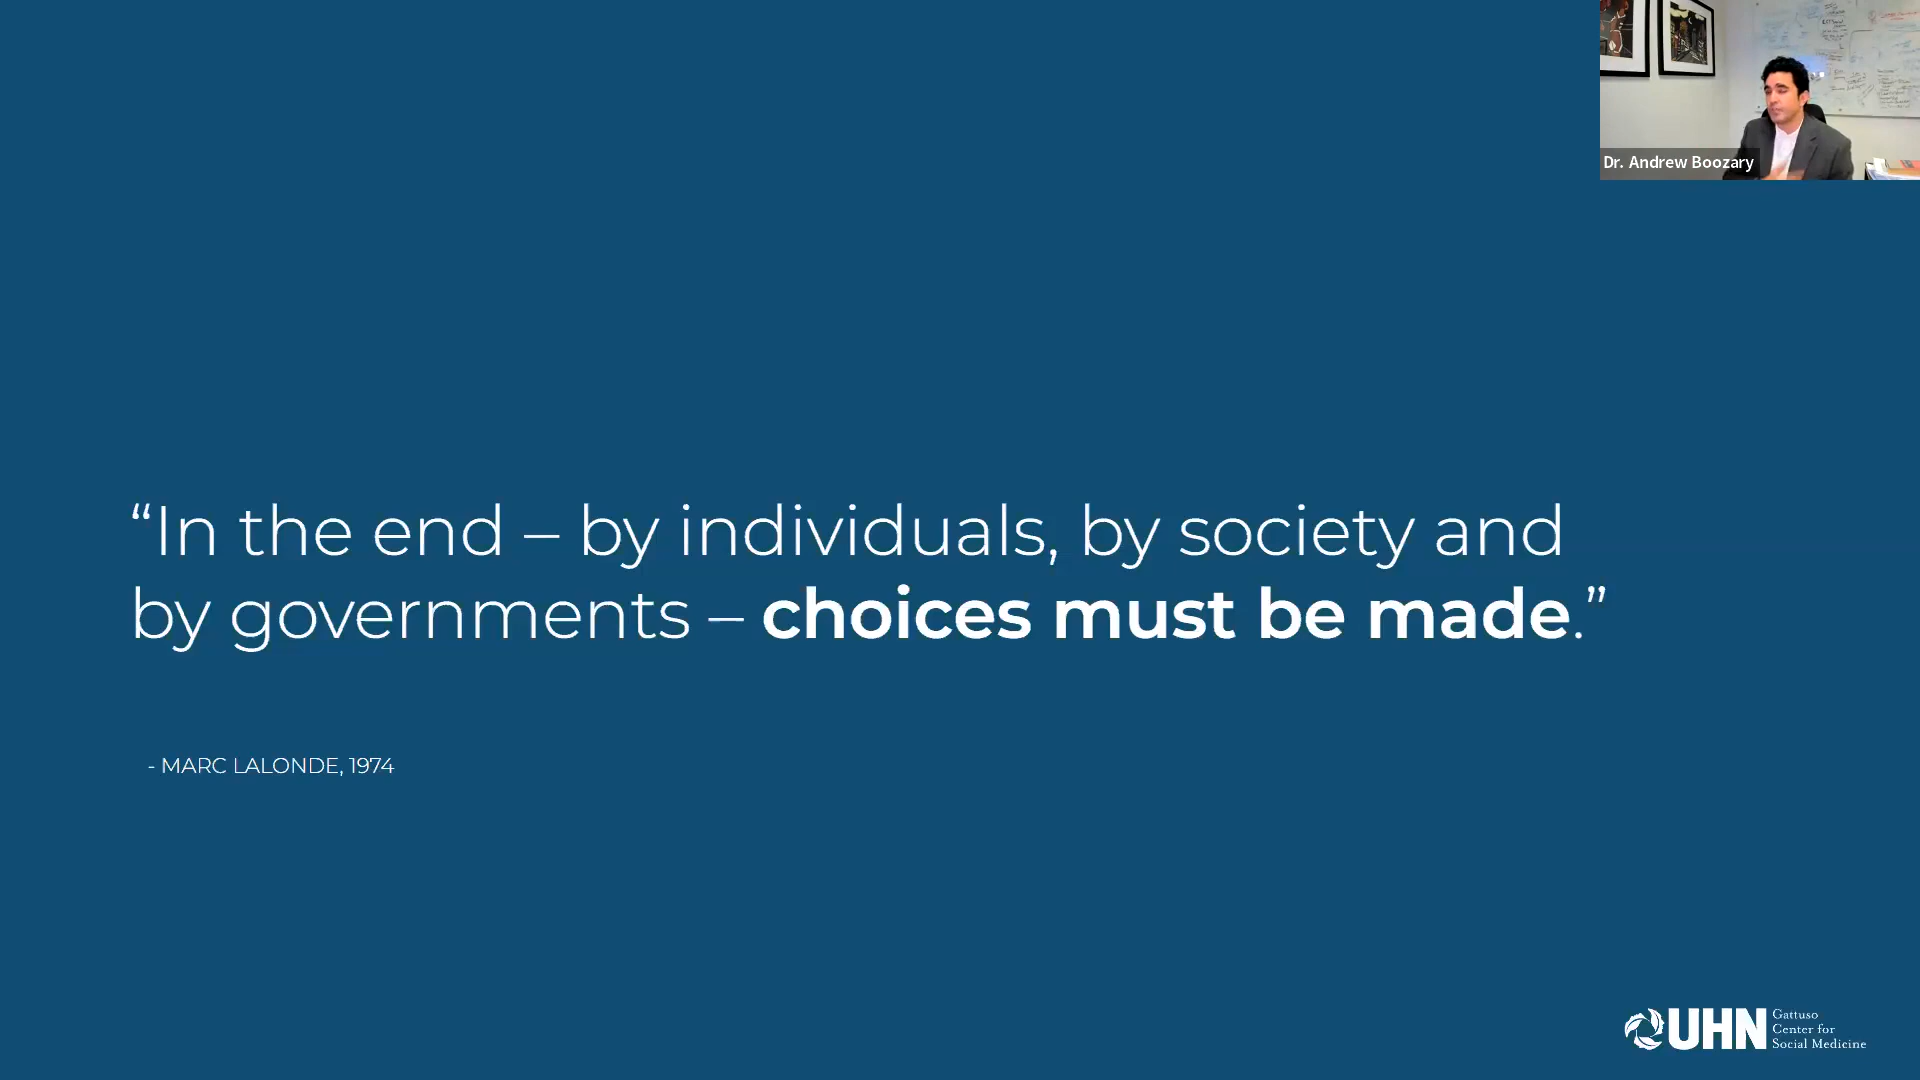 Dr. Andrew Boozary
“In the end – by individuals, by society and
by governments – choices must be made.”
- MARC LALONDE, 1974
UHN
Gattuso
Center for
Social Medicine